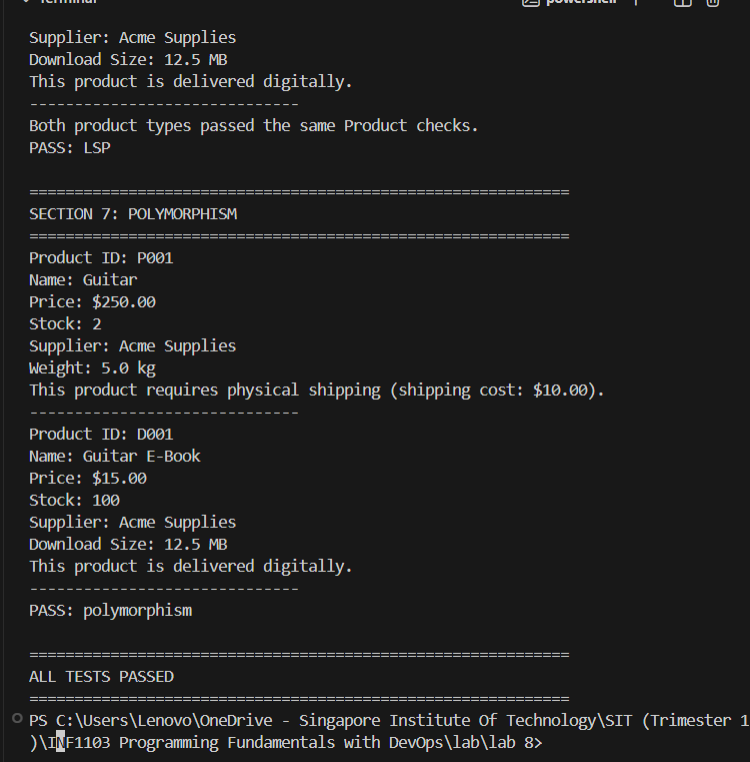 Terminal
powershell
Supplier: Acme Supplies
Download Size: 12.5 MB
This product is delivered digitally.
------------------------------
Both product types passed the same Product checks.
PASS: LSP
============================================================
SECTION 7: POLYMORPHISM
============================================================
Product ID: P001
Name: Guitar
Price: $250.00
Stock: 2
Supplier: Acme Supplies
Weight: 5.0 kg
This product requires physical shipping (shipping cost: $10.00).
------------------------------
Product ID: D001
Name: Guitar E-Book
Price: $15.00
Stock: 100
Supplier: Acme Supplies
Download Size: 12.5 MB
This product is delivered digitally.
------------------------------
PASS: polymorphism
============================================================
ALL TESTS PASSED
============================================================
PS C:\Users\Lenovo\OneDrive - Singapore Institute Of Technology\SIT (Trimester 1
)\INF1103 Programming Fundamentals with DevOps\lab\lab 8>